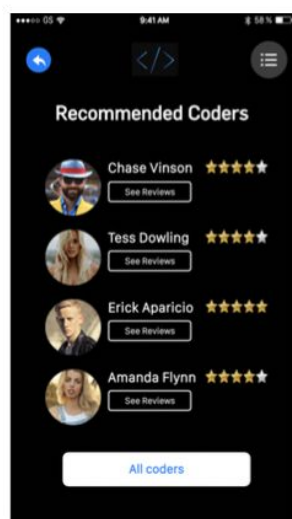 GS 9:41 AM 58%
</>
Recommended Coders
Chase Vinson
See Reviews
Tess Dowling
See Reviews
Erick Aparicio
See Reviews
Amanda Flynn
See Reviews
All coders